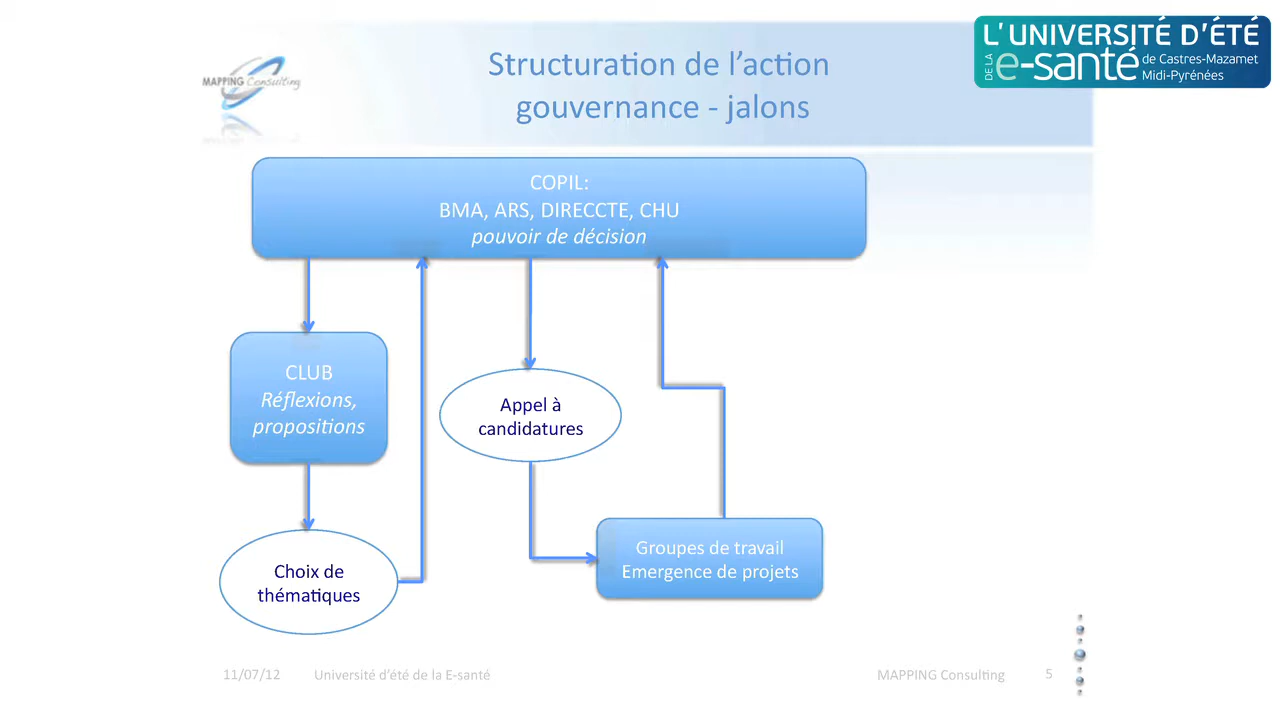 L'UNIVERSITÉ D'ÉTÉ
DE LA e-santé de Castres-Mazamet
Midi-Pyrénées
MAPPING Consulting
Structuration de l'action
gouvernance - jalons
COPIL:
BMA, ARS, DIRECCTE, CHU
pouvoir de décision
CLUB
Réflexions,
propositions
Appel à
candidatures
Choix de
thématiques
Groupes de travail
Emergence de projets
11/07/12 Université d'été de la E-santé MAPPING Consulting 5